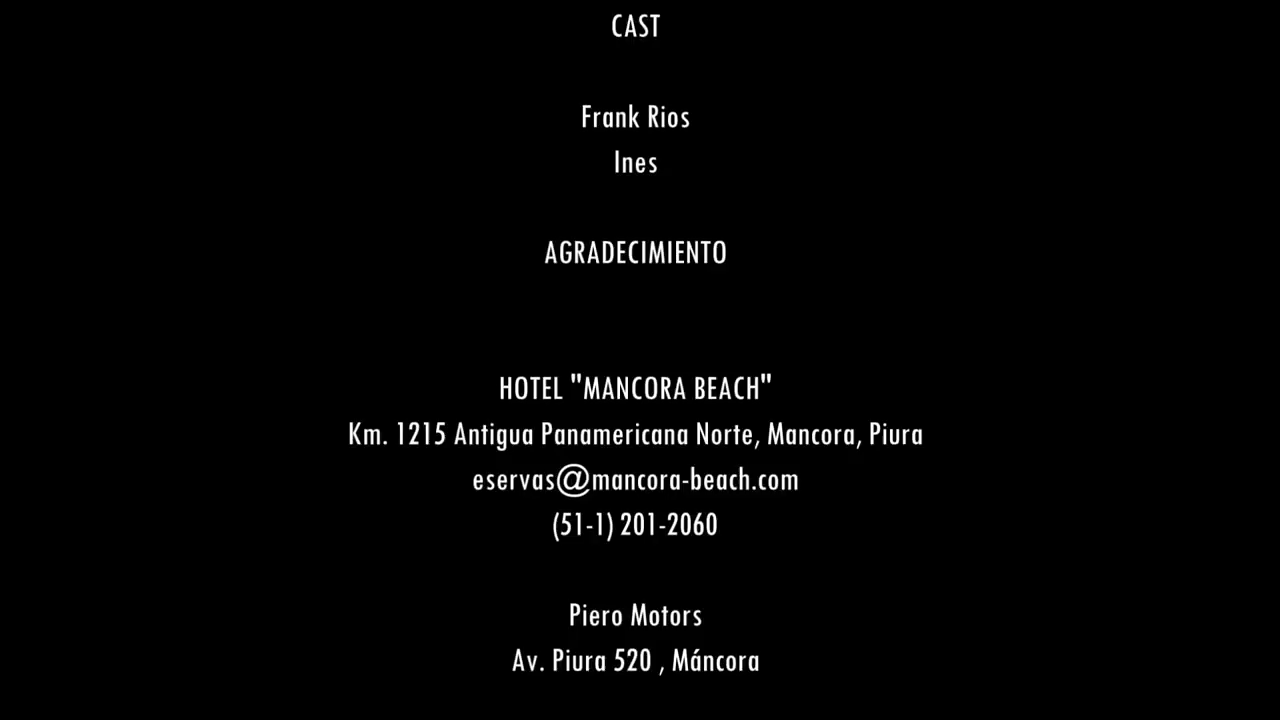 CAST
Frank Rios
Ines
AGRADECIMIENTO
HOTEL "MANCORA BEACH"
Km. 1215 Antigua Panamericana Norte, Mancora, Piura
eservas@mancora-beach.com
(51-1) 201-2060
Piero Motors
Av. Piura 520 , Máncora